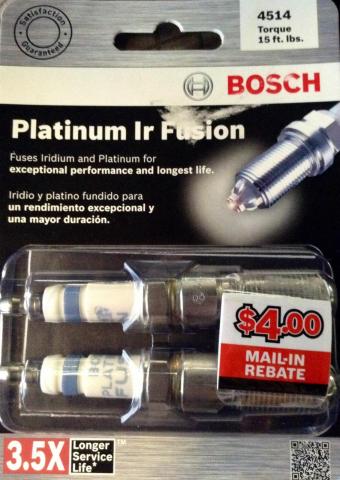 Satisfaction
Guaranteed
4514
Torque
15 ft. lbs.
BOSCH
Platinum Ir Fusion
Fuses Iridium and Platinum for
exceptional performance and longest life.
Iridio y platino fundido para
un rendimiento excepcional y
una mayor duración.
$4.00
MAIL-IN
REBATE
3.5X
Longer
Service
Life*
TM